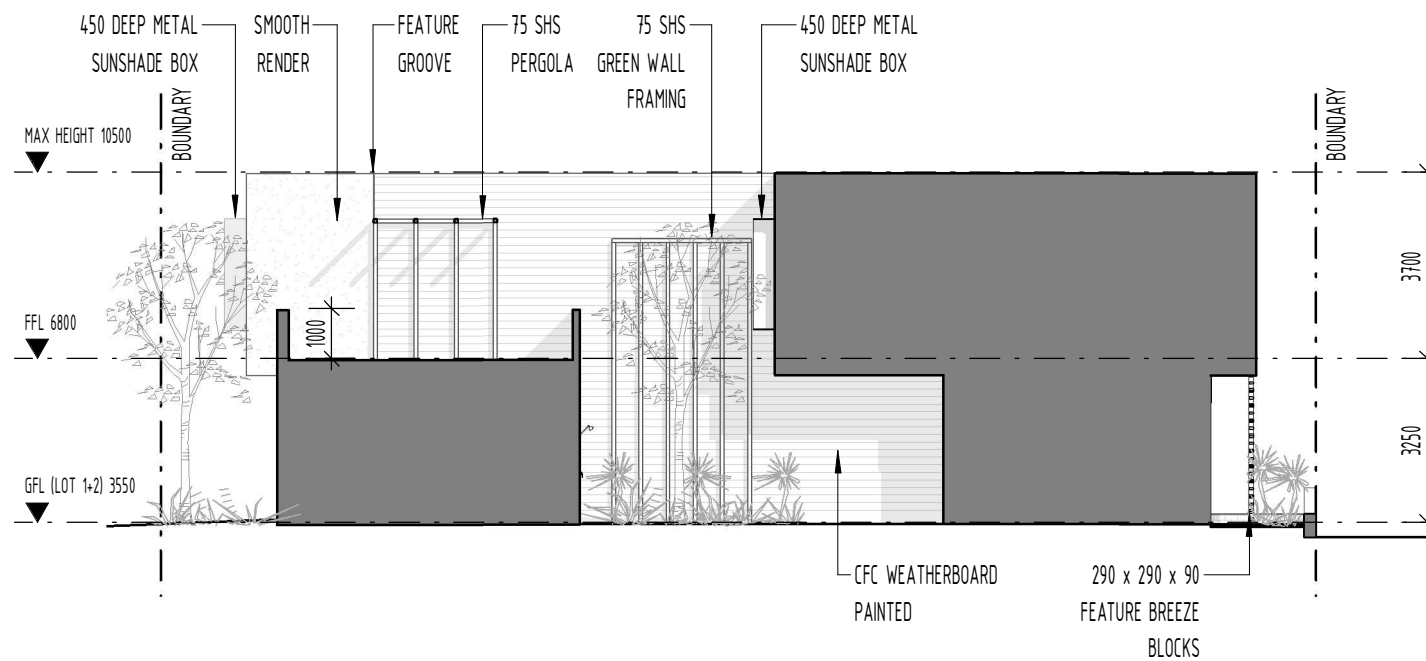 450 DEEP METAL
SUNSHADE BOX
SMOOTH
RENDER
FEATURE
GROOVE
75 SHS
PERGOLA
75 SHS
GREEN WALL
FRAMING
450 DEEP METAL
SUNSHADE BOX
BOUNDARY
BOUNDARY
MAX HEIGHT 10500
3700
1000
FFL 6800
3250
GFL (LOT 1+2) 3550
CFC WEATHERBOARD
PAINTED
290 x 290 x 90
FEATURE BREEZE
BLOCKS